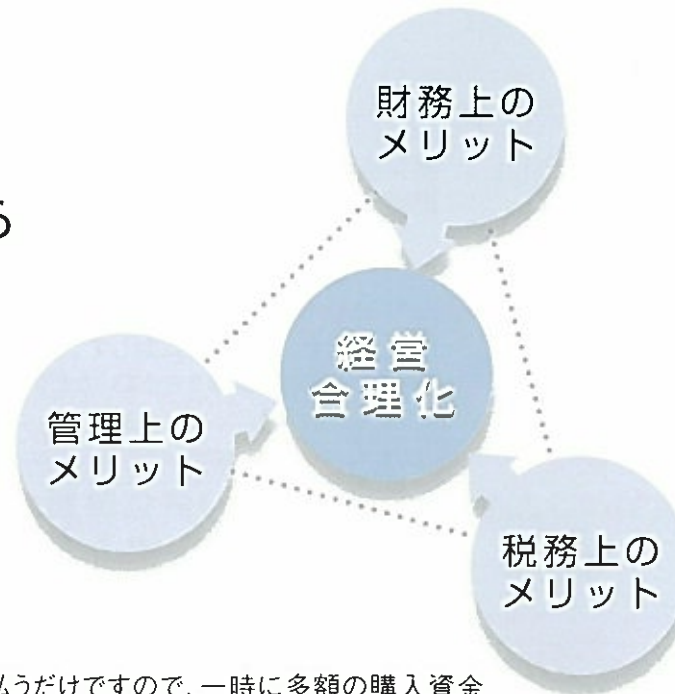 財務上の
メリット
る
経営
合理化
管理上の
メリット
税務上の
メリット
払うだけですので、一時に多額の購入資金